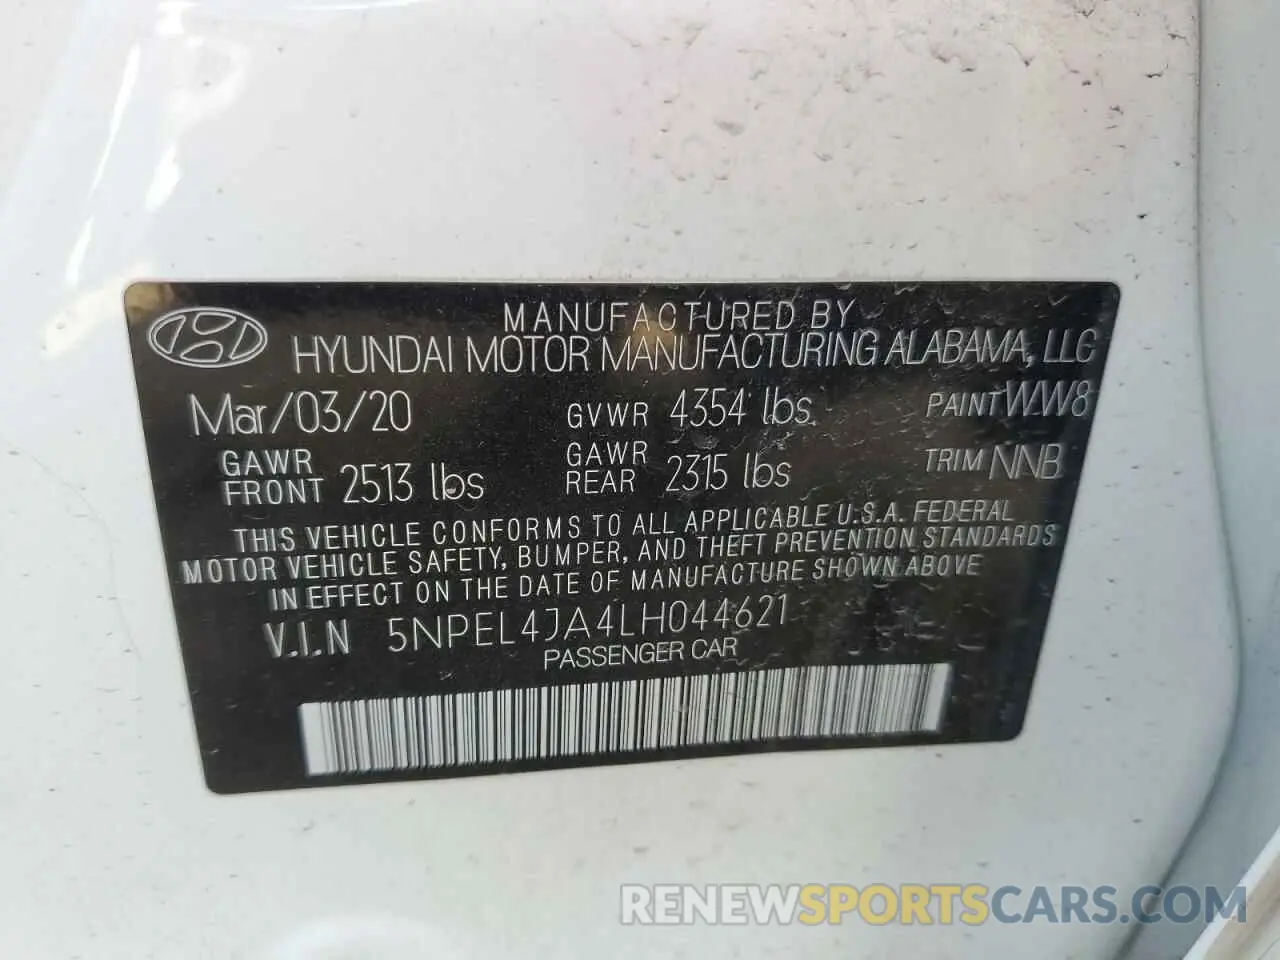 MANUFACTURED BY
HYUNDAI MOTOR MANUFACTURING ALABAMA, LLC
Mar/03/20 GVWR 4354 lbs. PAINT WW8
GAWR FRONT 2513 lbs GAWR REAR 2315 lbs TRIM NNB
THIS VEHICLE CONFORMS TO ALL APPLICABLE U.S.A. FEDERAL
MOTOR VEHICLE SAFETY, BUMPER, AND THEFT PREVENTION STANDARDS
IN EFFECT ON THE DATE OF MANUFACTURE SHOWN ABOVE
V.I.N 5NPEL4JA4LH044621
PASSENGER CAR
RENEWSPORTSCARS.COM